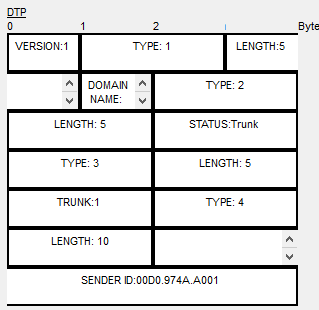 DTP
0 1 2 Byte
VERSION:1 TYPE: 1 LENGTH:5
DOMAIN NAME: TYPE: 2
LENGTH: 5 STATUS:Trunk
TYPE: 3 LENGTH: 5
TRUNK:1 TYPE: 4
LENGTH: 10
SENDER ID:00D0.974A.A001